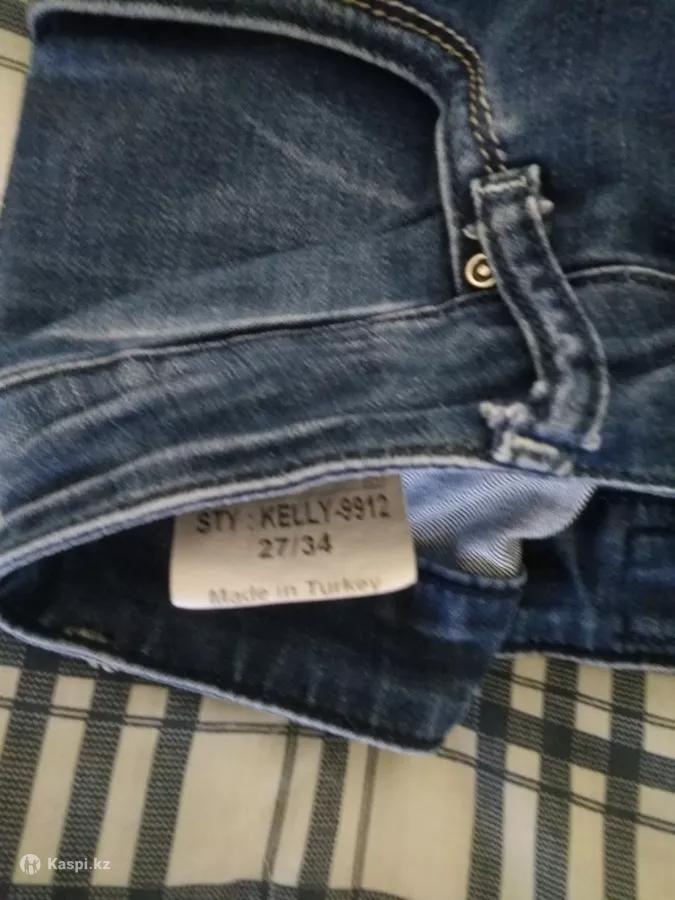 STY : KELLY-9912
27/34
Made in Turkey
Kaspi.kz